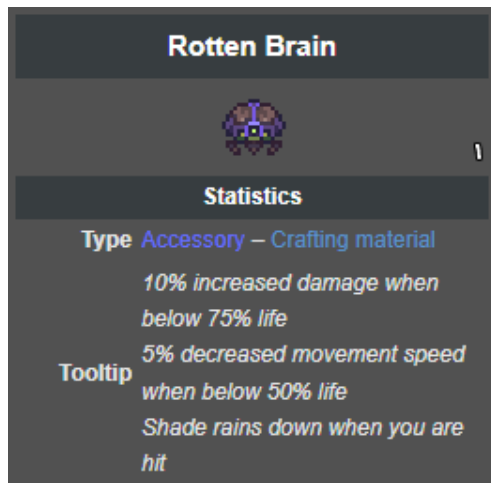 Rotten Brain
1
Statistics
Type Accessory – Crafting material
10% increased damage when
below 75% life
Tooltip 5% decreased movement speed
when below 50% life
Shade rains down when you are
hit